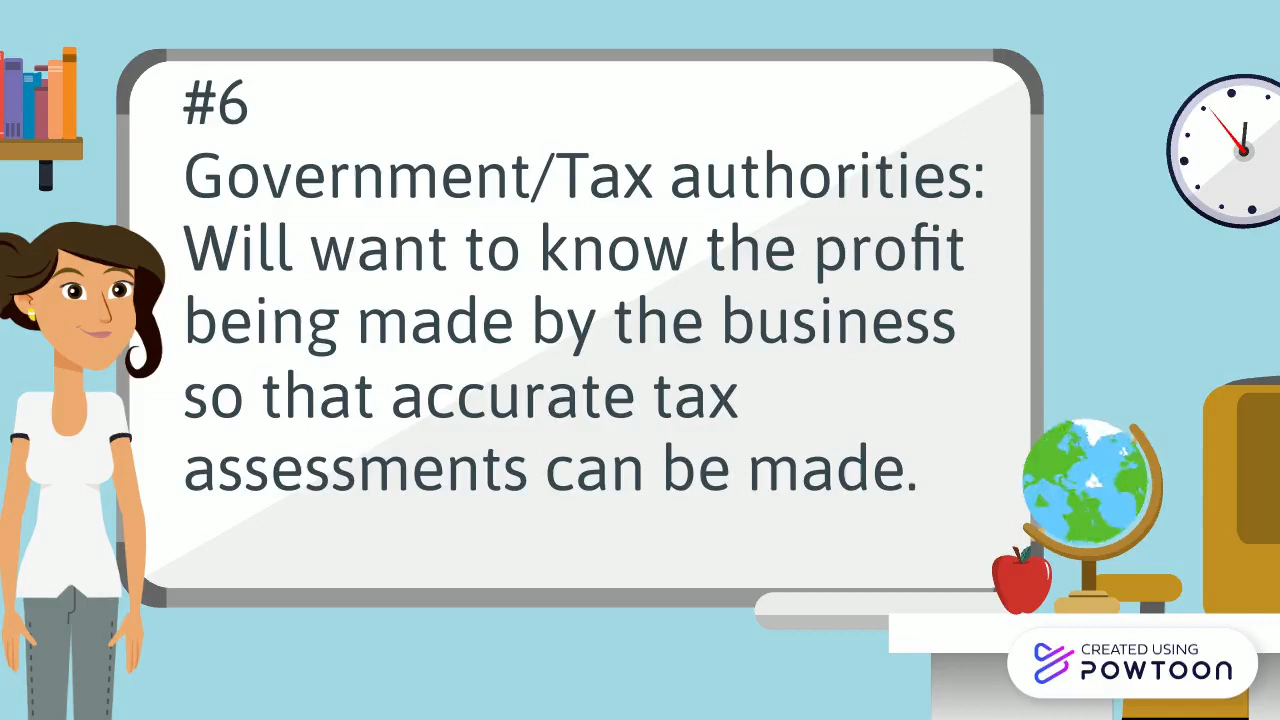 #6
Government/Tax authorities:
Will want to know the profit
being made by the business
so that accurate tax
assessments can be made.
CREATED USING
POWTOON